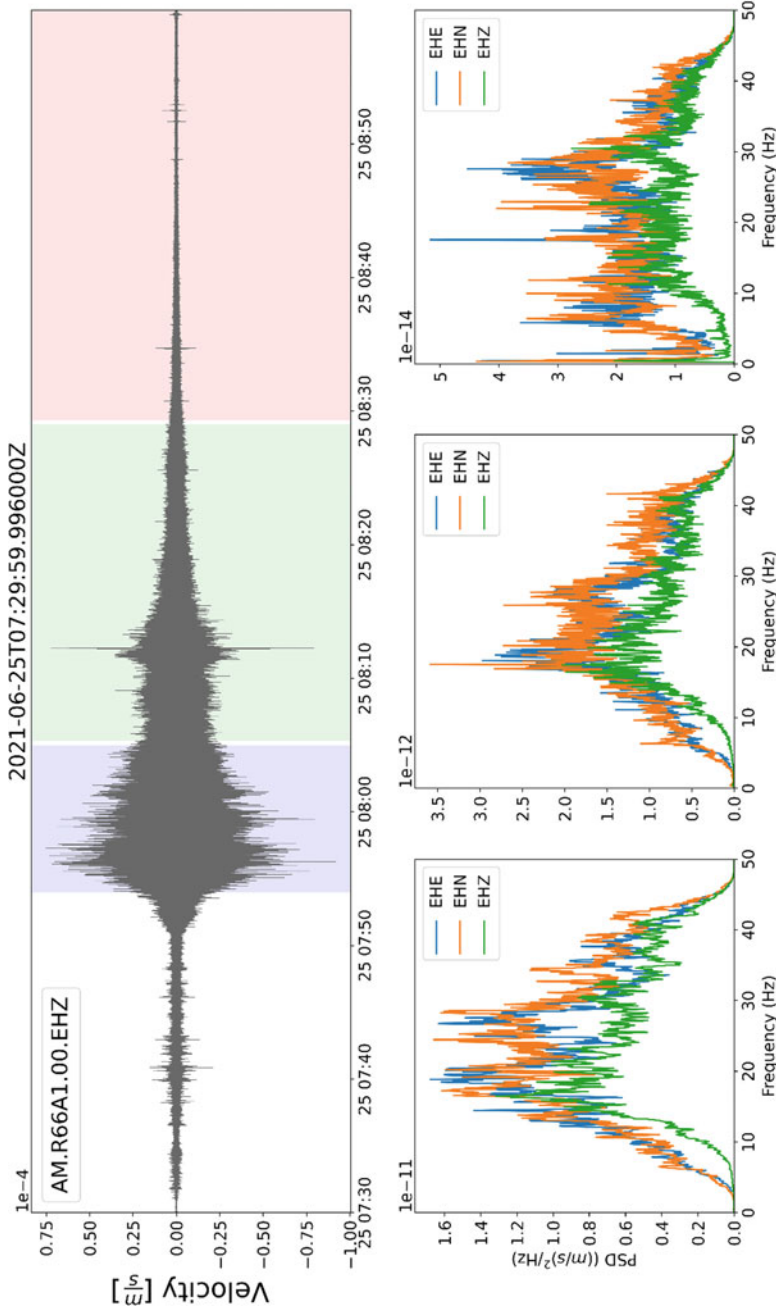 2021-06-25T07:29:59.996000Z
1e−4
AM.R66A1.00.EHZ
Velocity [m/s]
0.75
0.50
0.25
0.00
−0.25
−0.50
−0.75
−1.00
25 07:30
25 07:40
25 07:50
25 08:00
25 08:10
25 08:20
25 08:30
25 08:40
25 08:50
1e−11
EHE
EHN
EHZ
PSD ((m/s)²/Hz)
1.6
1.4
1.2
1.0
0.8
0.6
0.4
0.2
0.0
0
10
20
30
40
50
Frequency (Hz)
1e−12
EHE
EHN
EHZ
3.5
3.0
2.5
2.0
1.5
1.0
0.5
0.0
0
10
20
30
40
50
Frequency (Hz)
1e−14
EHE
EHN
EHZ
5
4
3
2
1
0
0
10
20
30
40
50
Frequency (Hz)